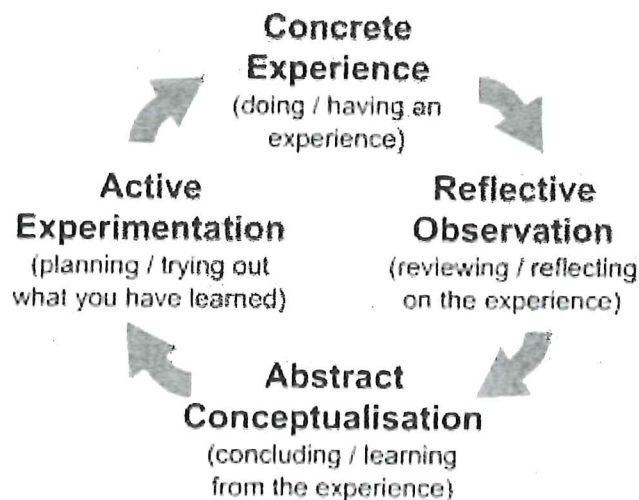 Concrete
Experience
(doing / having an
experience)
Active
Experimentation
(planning / trying out
what you have learned)
Reflective
Observation
(reviewing / reflecting
on the experience)
Abstract
Conceptualisation
(concluding / learning
from the experience)